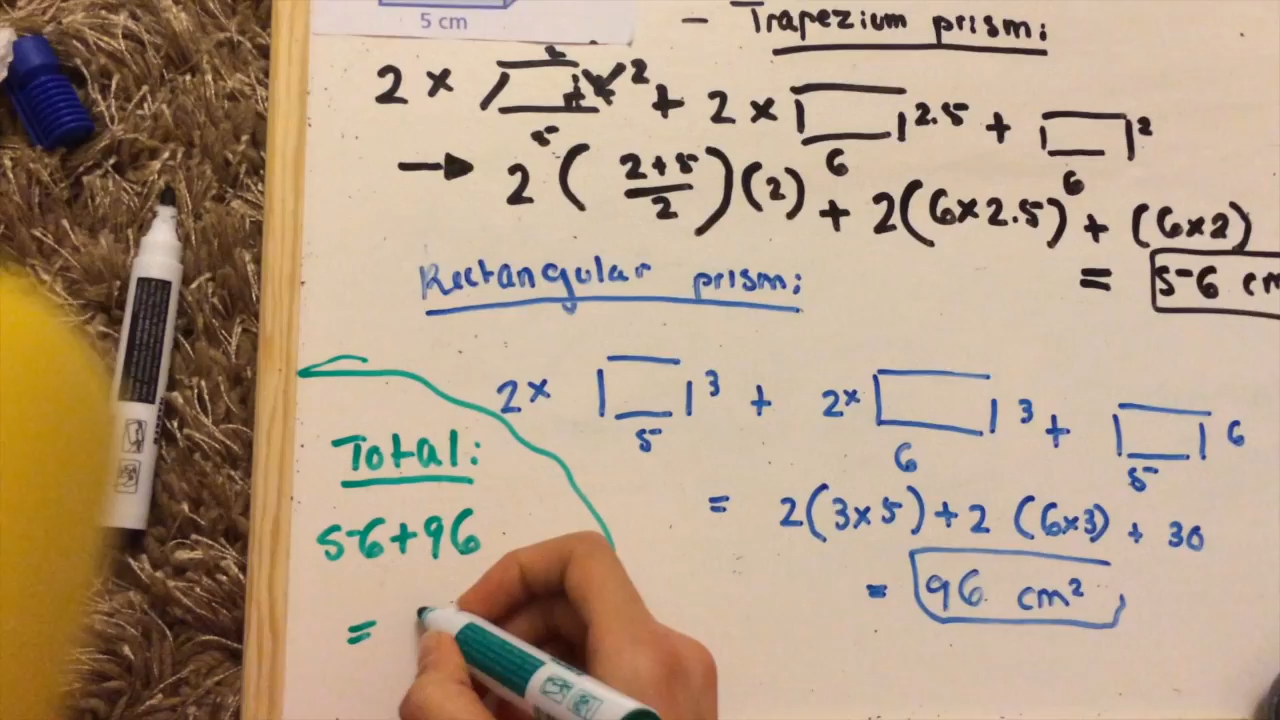 5 cm
- Trapezium prism:
2 × 2 5 2 + 2 × 6 2.5 + 6 2
→ 2 ( 2+5 / 2 ) (2) + 2(6×2.5) + (6×2)
= 56 cm
Rectangular prism:
2× 5 3 + 2× 6 3 + 5 6
= 2(3×5) + 2 (6×3) + 30
= 96 cm²
Total:
56+96
=